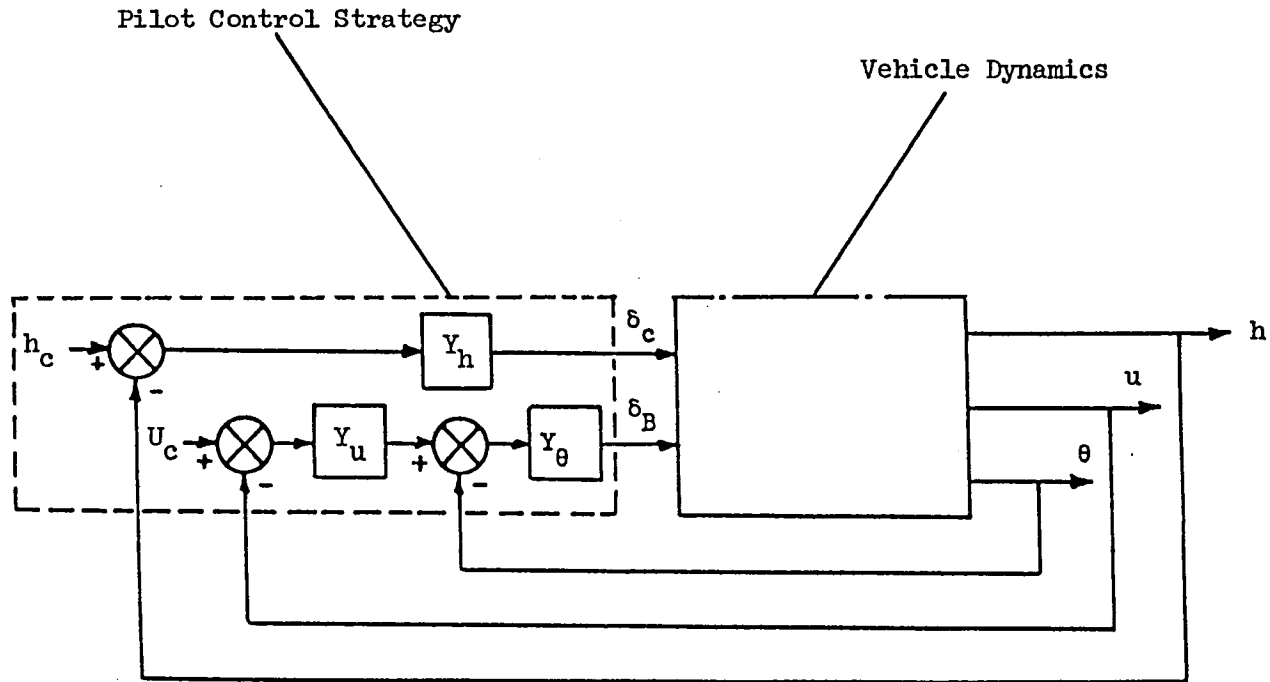 Pilot Control Strategy
Vehicle Dynamics
h_c
+
-
Y_h
δ_c
h
U_c
+
-
Y_u
+
-
Y_θ
δ_B
u
θ